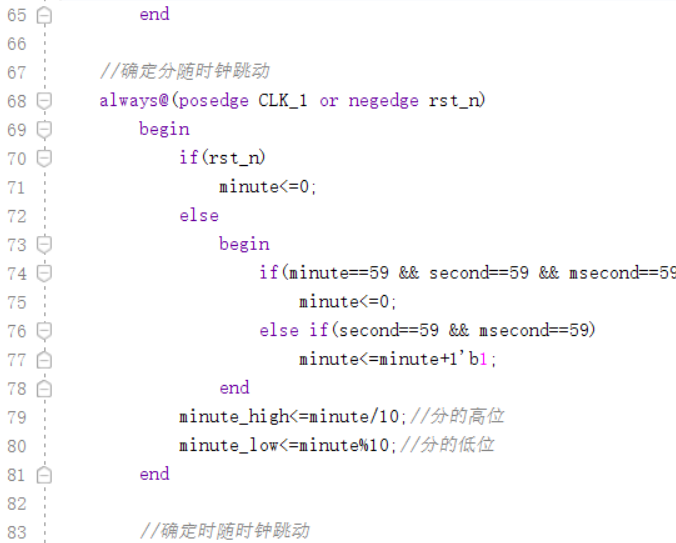 65 end
66
67 //确定分随时钟跳动
68 always@(posedge CLK_1 or negedge rst_n)
69 begin
70 if(rst_n)
71 minute<=0;
72 else
73 begin
74 if(minute==59 && second==59 && msecond==59
75 minute<=0;
76 else if(second==59 && msecond==59)
77 minute<=minute+1'b1;
78 end
79 minute_high<=minute/10;//分的高位
80 minute_low<=minute%10;//分的低位
81 end
82
83 //确定时随时钟跳动